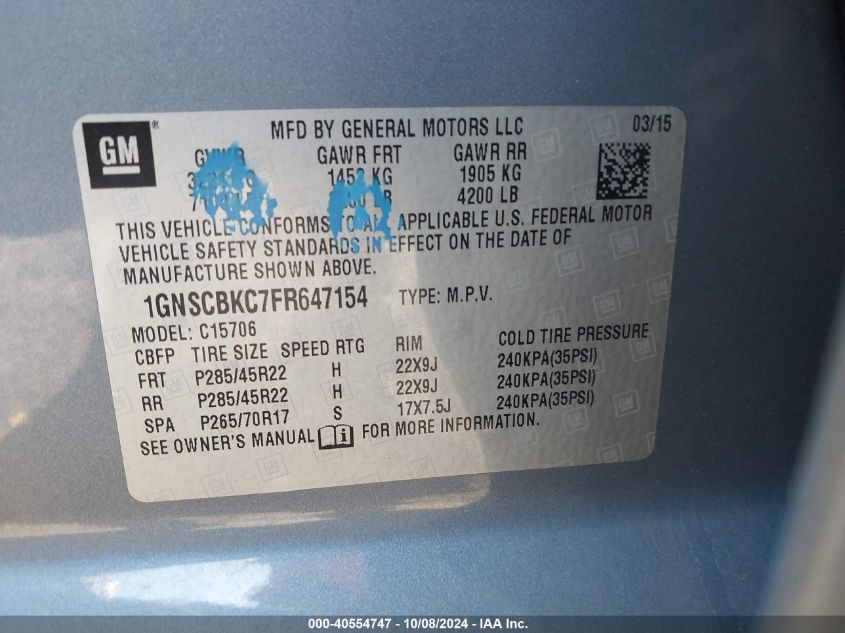 GM ®
MFD BY GENERAL MOTORS LLC 03/15
GVWR GAWR FRT GAWR RR
KG 1905 KG
LB 4200 LB
THIS VEHICLE CONFORMS TO ALL APPLICABLE U.S. FEDERAL MOTOR
VEHICLE SAFETY STANDARDS IN EFFECT ON THE DATE OF
MANUFACTURE SHOWN ABOVE.
1GNSCBKC7FR647154 TYPE: M.P.V.
MODEL: C15706
CBFP TIRE SIZE SPEED RTG RIM COLD TIRE PRESSURE
FRT P285/45R22 H 22X9J 240KPA(35PSI)
RR P285/45R22 H 22X9J 240KPA(35PSI)
SPA P265/70R17 S 17X7.5J 240KPA(35PSI)
SEE OWNER'S MANUAL i FOR MORE INFORMATION.
000-40554747 - 10/08/2024 - IAA Inc.